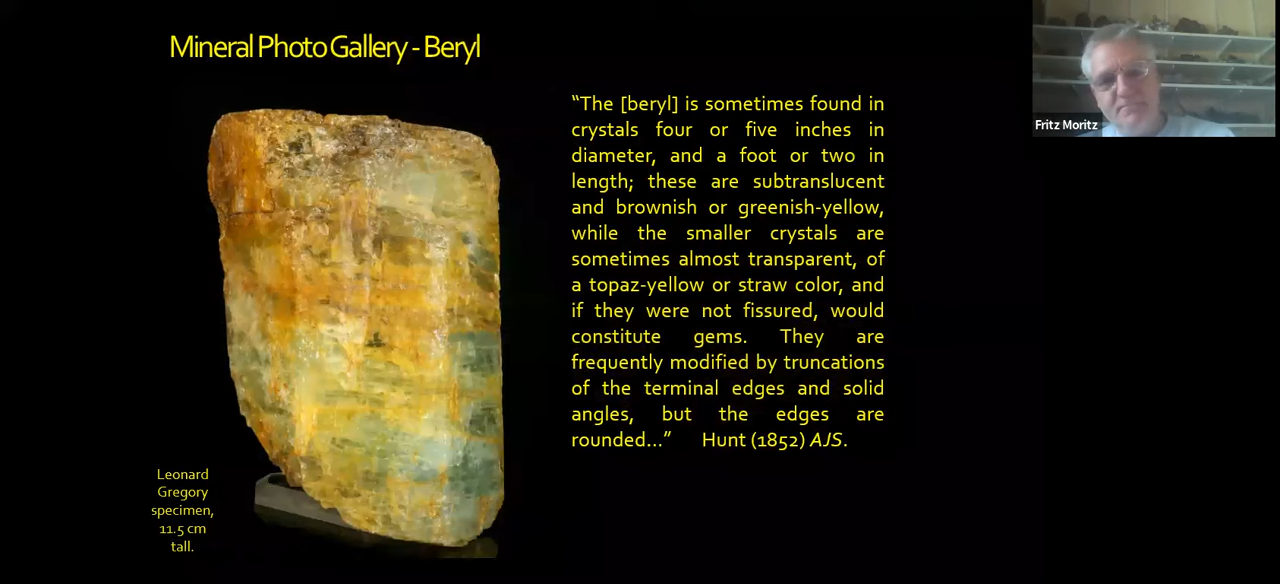 Mineral Photo Gallery - Beryl
Fritz Moritz
“The [beryl] is sometimes found in
crystals four or five inches in
diameter, and a foot or two in
length; these are subtranslucent
and brownish or greenish-yellow,
while the smaller crystals are
sometimes almost transparent, of
a topaz-yellow or straw color, and
if they were not fissured, would
constitute gems. They are
frequently modified by truncations
of the terminal edges and solid
angles, but the edges are
rounded...” Hunt (1852) AJS.
Leonard
Gregory
specimen,
11.5 cm
tall.